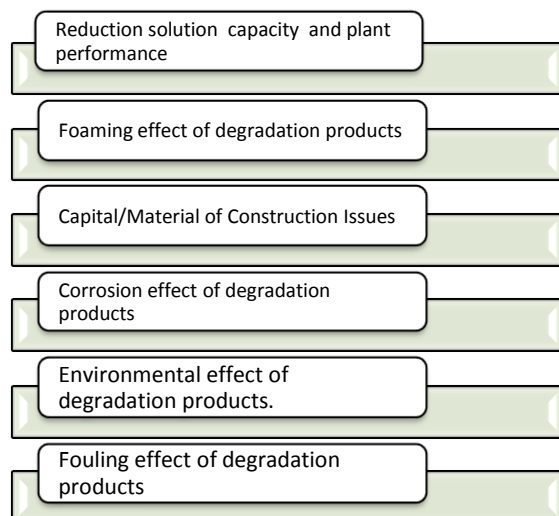 Reduction solution capacity and plant
performance
Foaming effect of degradation products
Capital/Material of Construction Issues
Corrosion effect of degradation
products
Environmental effect of
degradation products.
Fouling effect of degradation
products